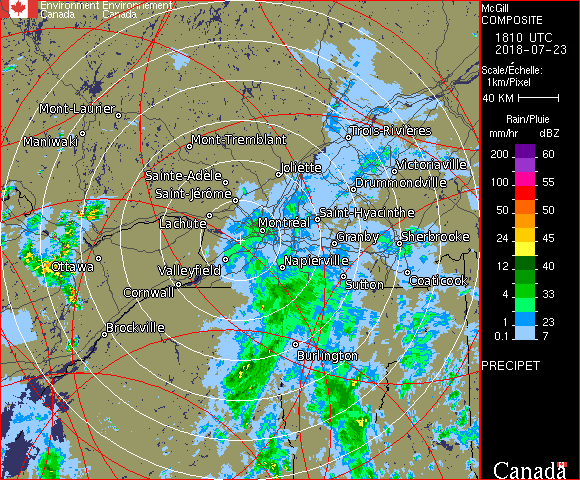 Environment Environnement
Canada Canada
McGill
COMPOSITE
1810 UTC
2018-07-23
Scale/Échelle:
1km/Pixel
40 KM
Rain/Pluie
mm/hr dBZ
200 60
100 55
50 50
24 45
12 40
4 33
1 23
0.1 7
PRECIPET
Canada
Mont-Laurier
Maniwaki
Mont-Tremblant
Trois-Rivières
Joliette
Victoriaville
Sainte-Adèle
Drummondville
Saint-Jérôme
Lachute
Saint-Hyacinthe
Montréal
Granby
Sherbrooke
Ottawa
Valleyfield
Napierville
Sutton
Coaticook
Cornwall
Brockville
Burlington